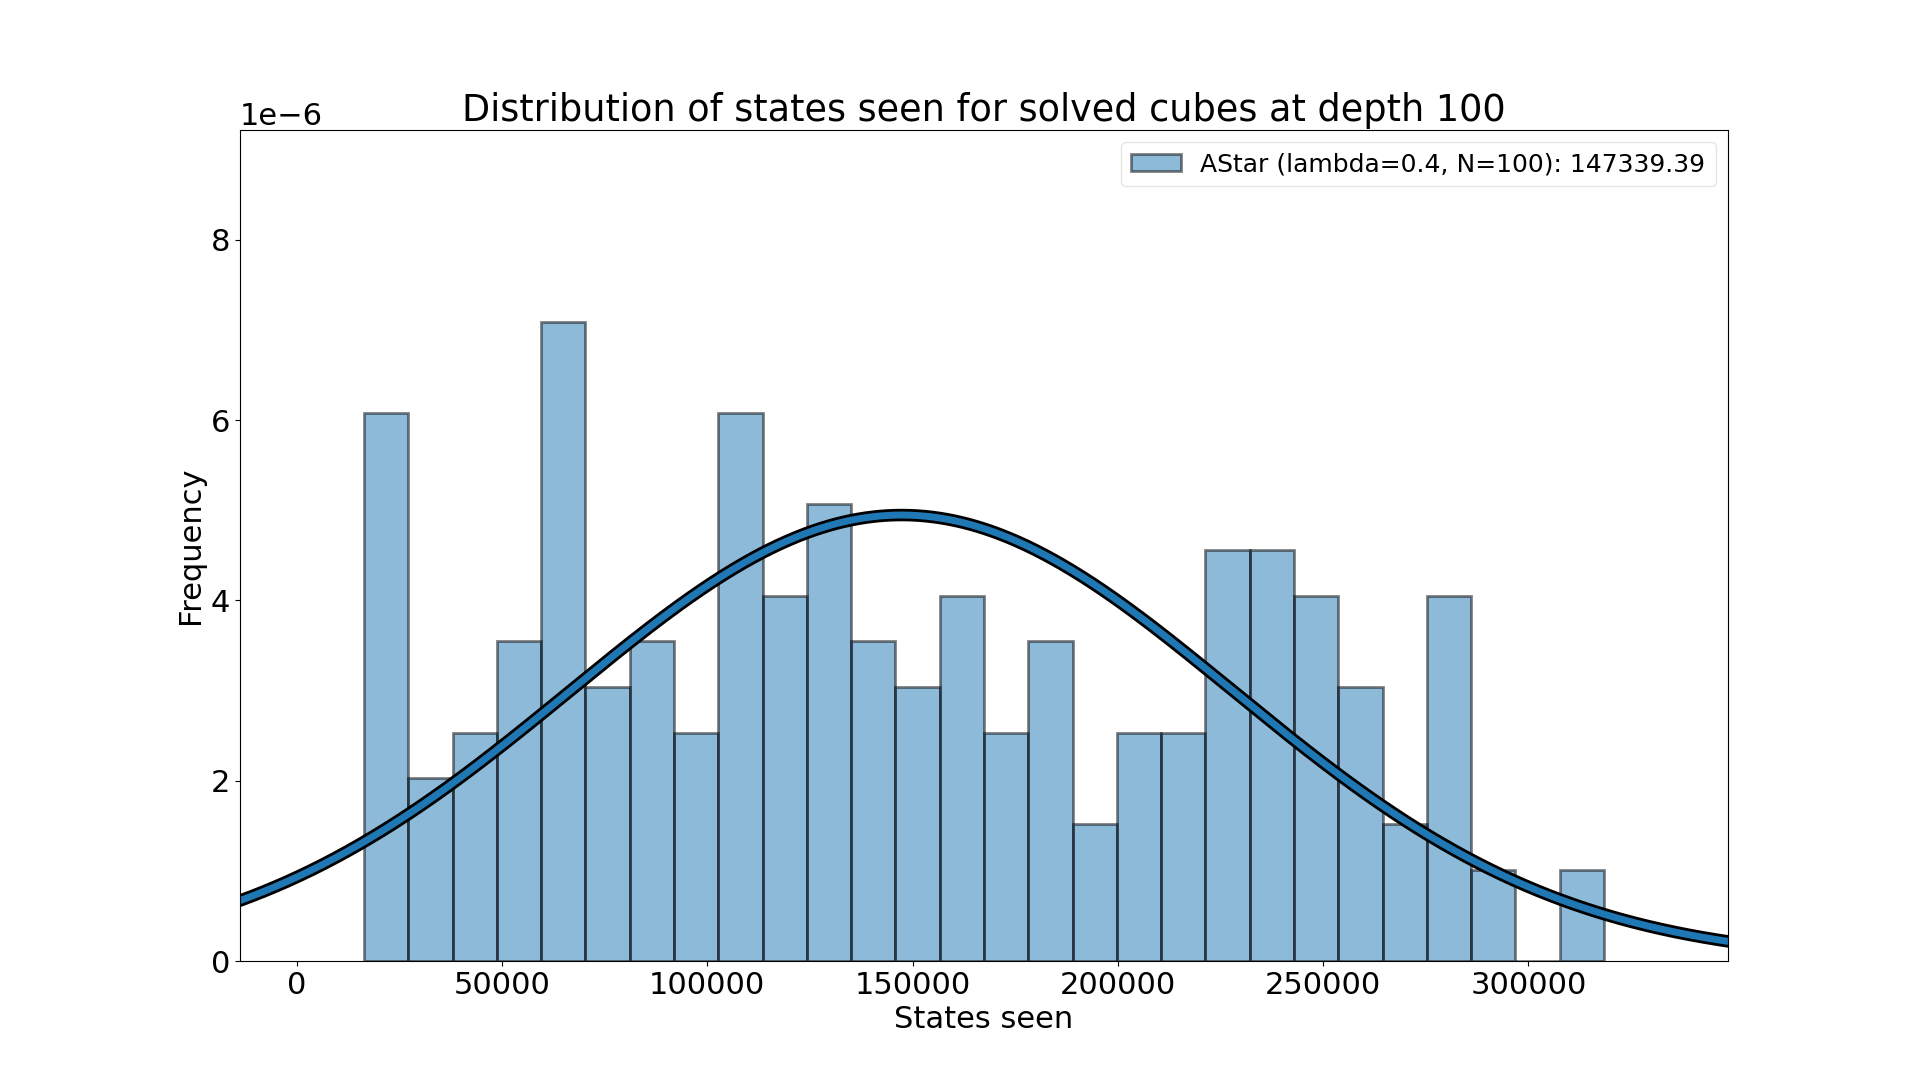 Distribution of states seen for solved cubes at depth 100
1e−6
AStar (lambda=0.4, N=100): 147339.39
8
6
4
2
0
Frequency
0 50000 100000 150000 200000 250000 300000
States seen